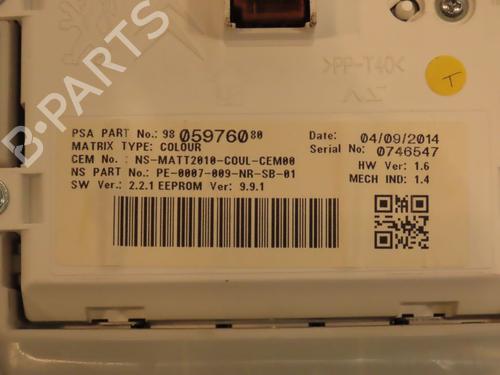 >PP-T40<
T
PSA PART No.: 98 059760 80
MATRIX TYPE: COLOUR
CEM No. : NS-MATT2010-COUL-CEM00
NS PART No.: PE-0007-009-NR-SB-01
SW Ver.: 2.2.1 EEPROM Ver.: 9.9.1
Date: 04/09/2014
Serial No.: 0746547
HW Ver: 1.6
MECH IND: 1.4